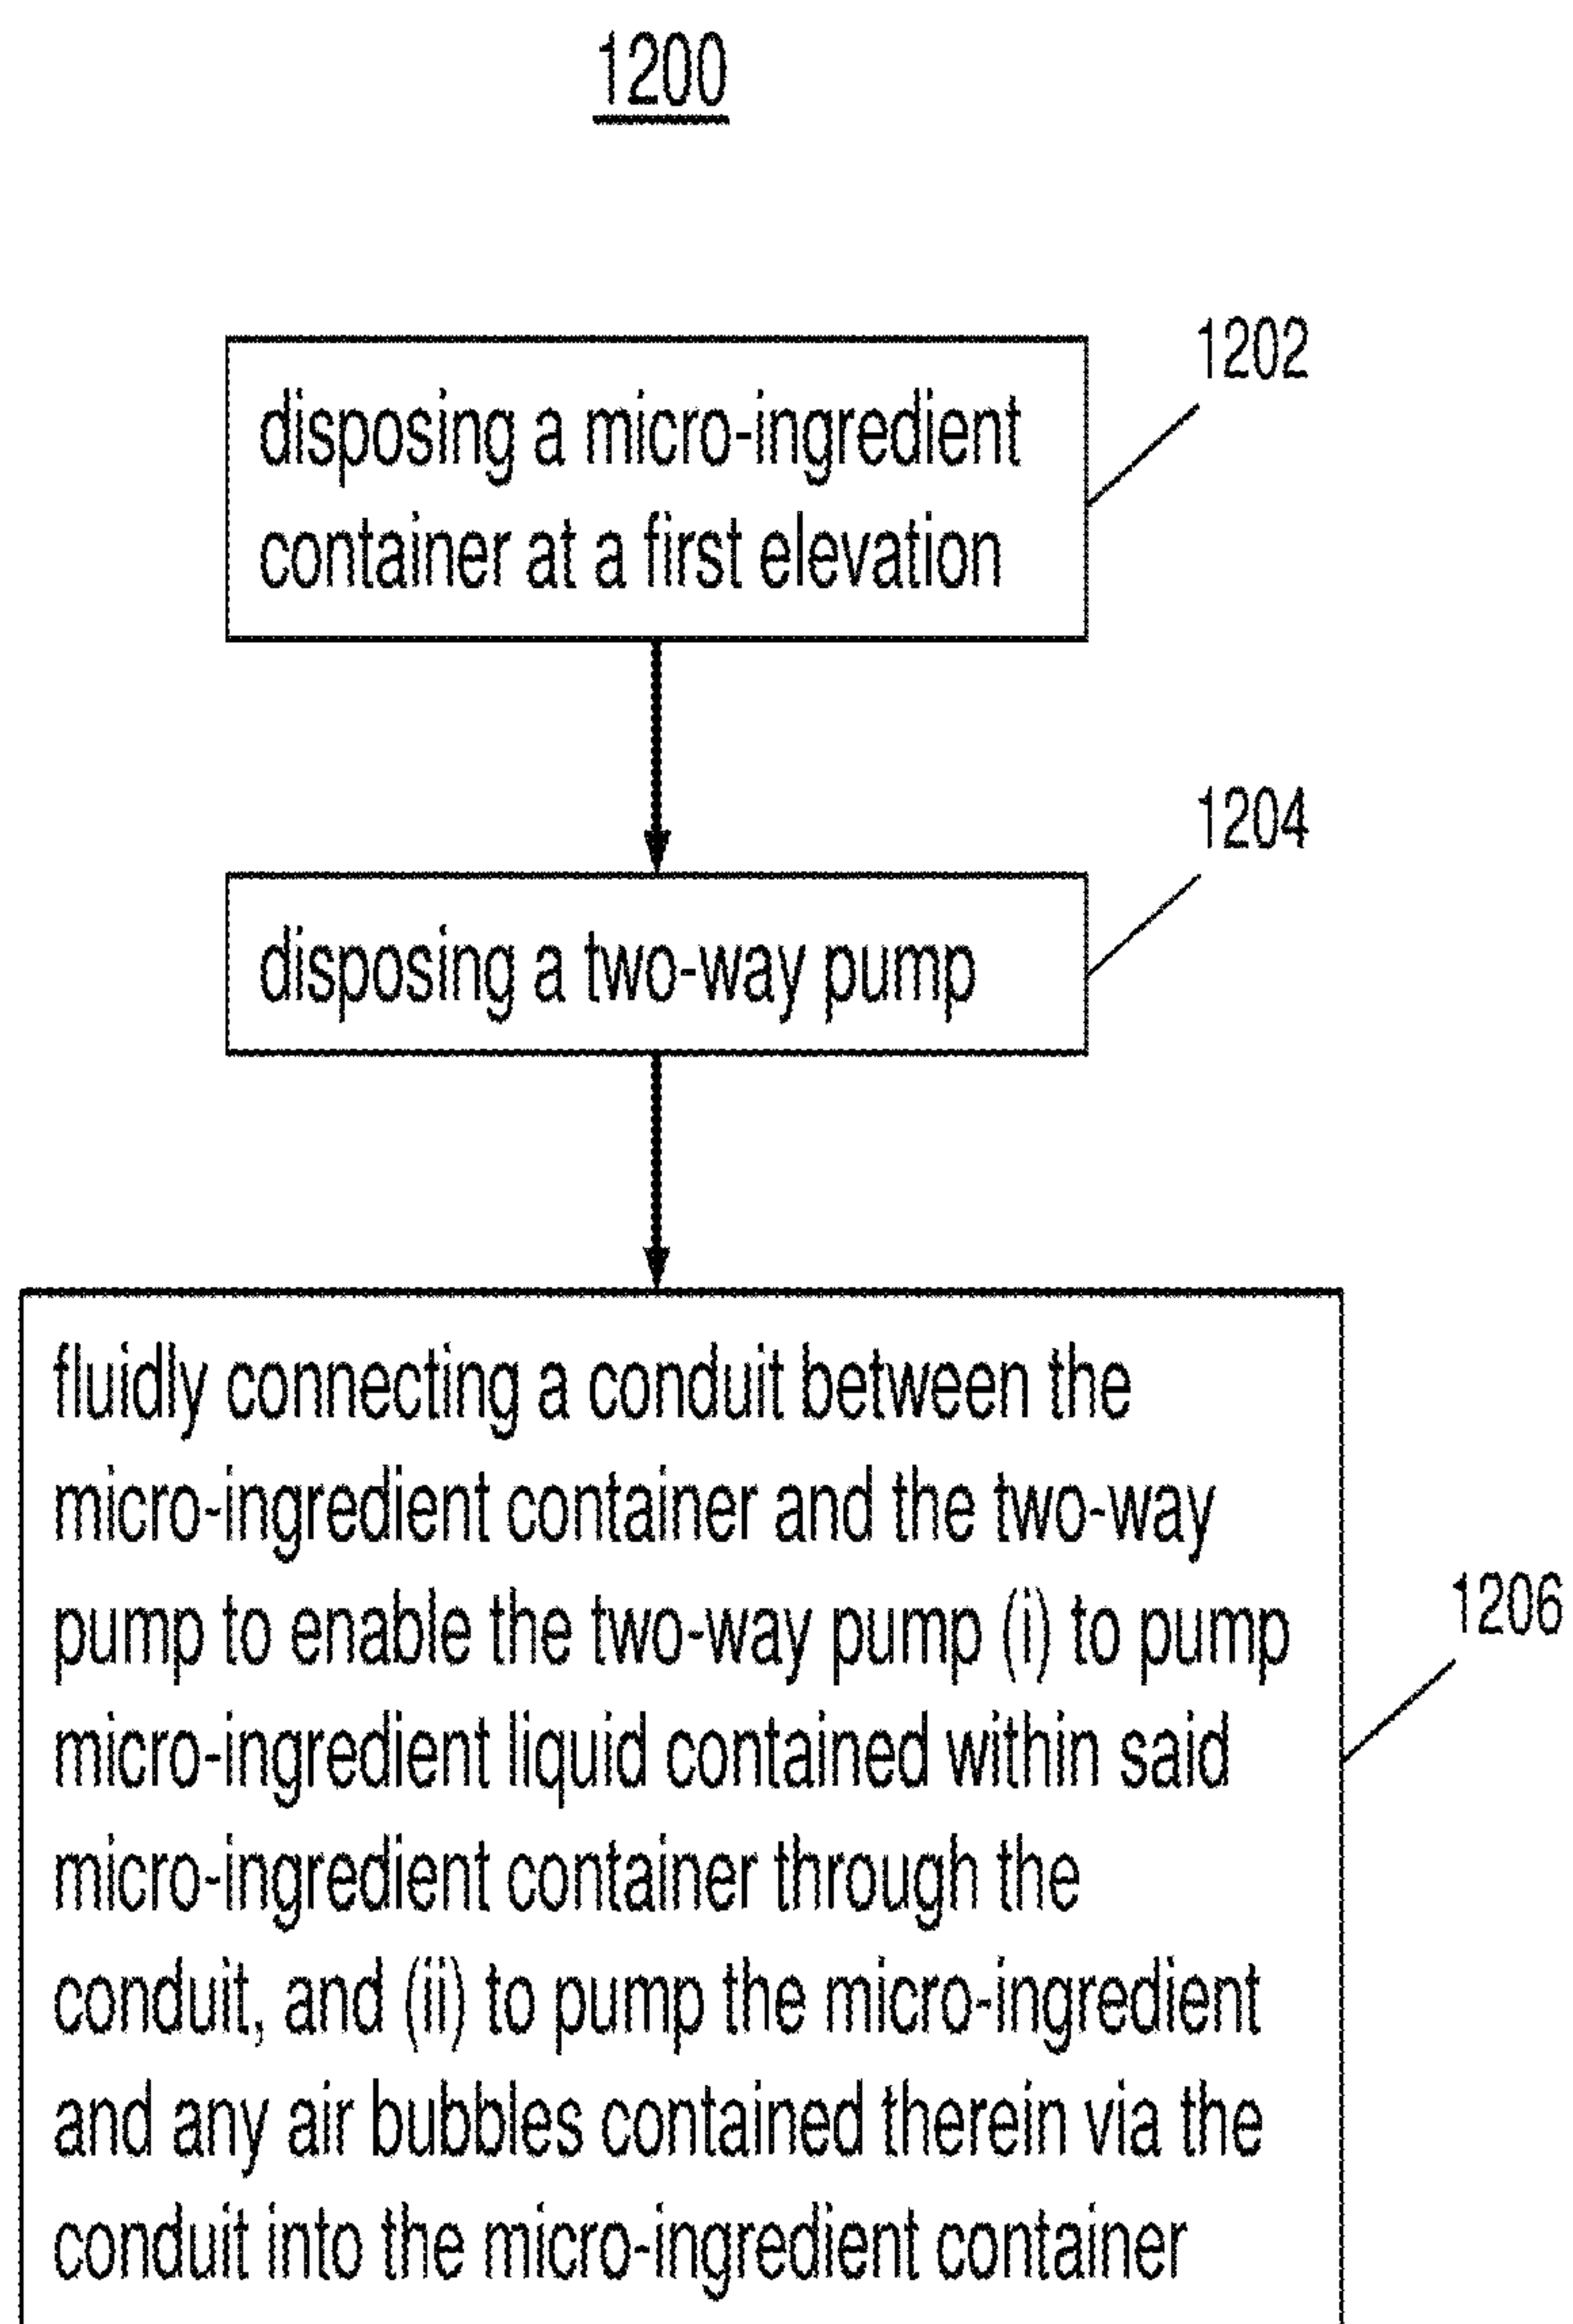 1200
1202
disposing a micro-ingredient
container at a first elevation
1204
disposing a two-way pump
fluidly connecting a conduit between the
micro-ingredient container and the two-way
pump to enable the two-way pump (i) to pump
micro-ingredient liquid contained within said
micro-ingredient container through the
conduit, and (ii) to pump the micro-ingredient
and any air bubbles contained therein via the
conduit into the micro-ingredient container
1206